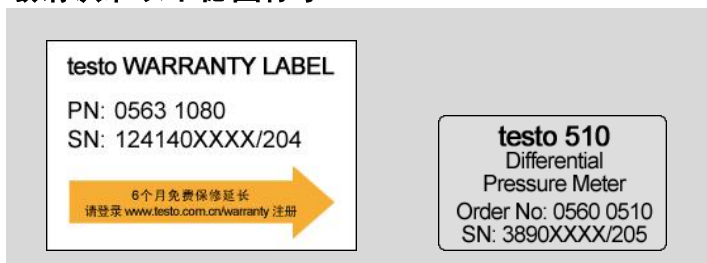 testo WARRANTY LABEL
PN: 0563 1080
SN: 124140XXXX/204
6个月免费保修延长
请登录 www.testo.com.cn/warranty 注册
testo 510
Differential
Pressure Meter
Order No: 0560 0510
SN: 3890XXXX/205